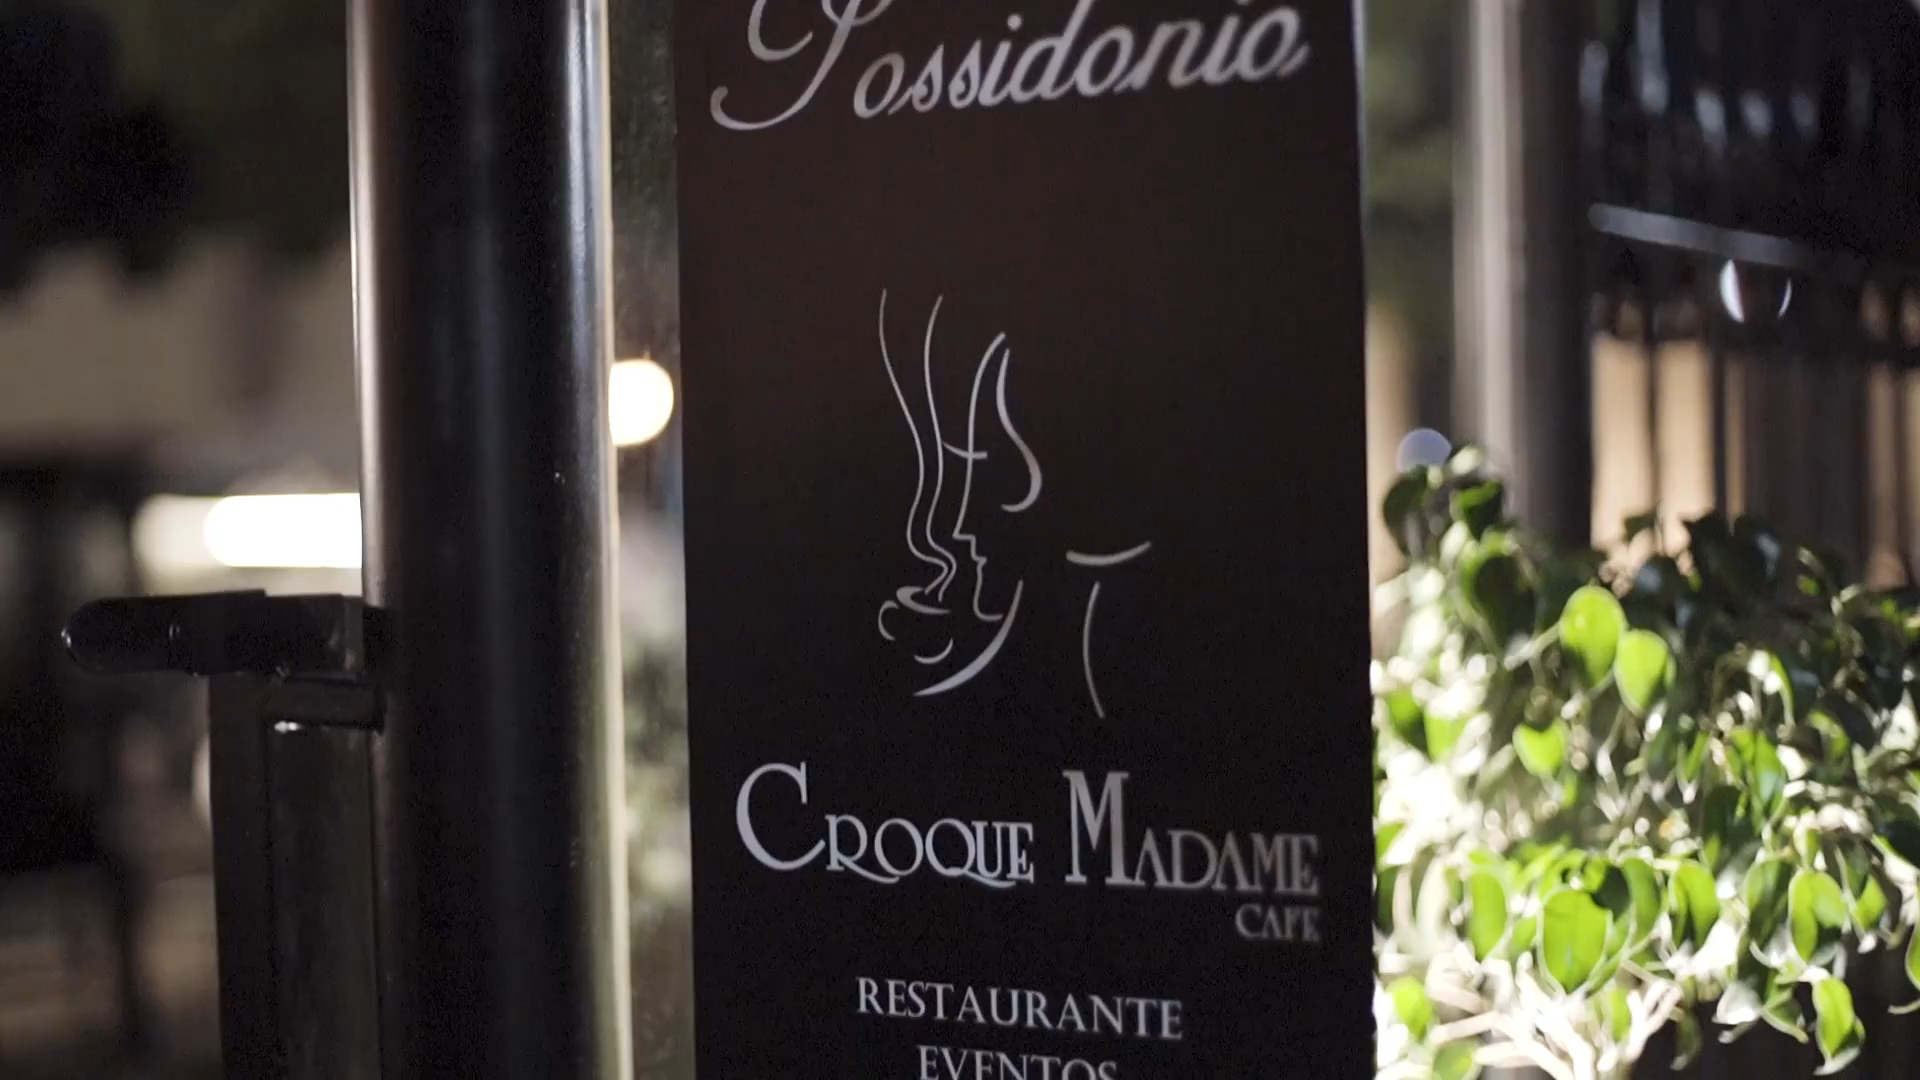 Possidonio
CROQUE MADAME
CAFE
RESTAURANTE
EVENTOS